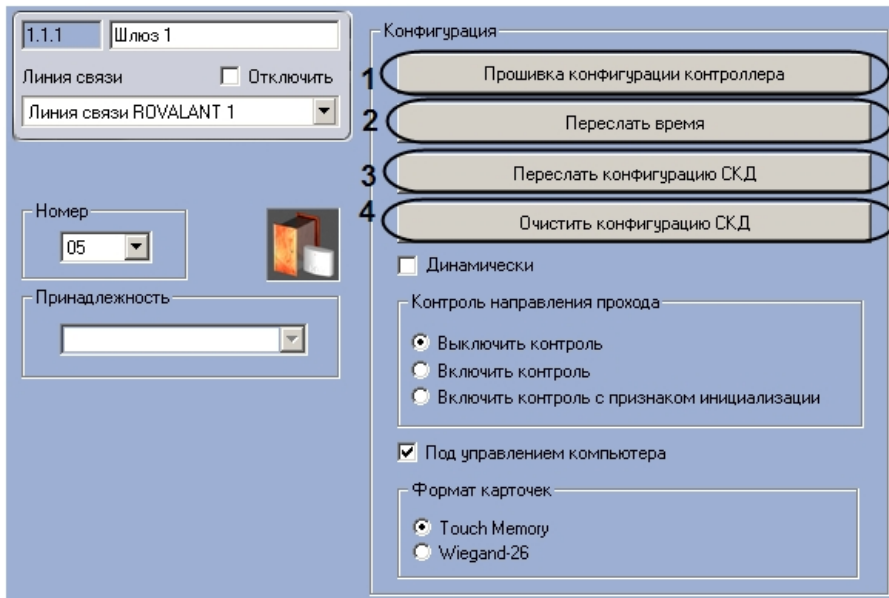 1.1.1 Шлюз 1
Линия связи Отключить
Линия связи ROVALANT 1
Номер
05
Принадлежность
Конфигурация
1 Прошивка конфигурации контроллера
2 Переслать время
3 Переслать конфигурацию СКД
4 Очистить конфигурацию СКД
Динамически
Контроль направления прохода
Выключить контроль
Включить контроль
Включить контроль с признаком инициализации
Под управлением компьютера
Формат карточек
Touch Memory
Wiegand-26